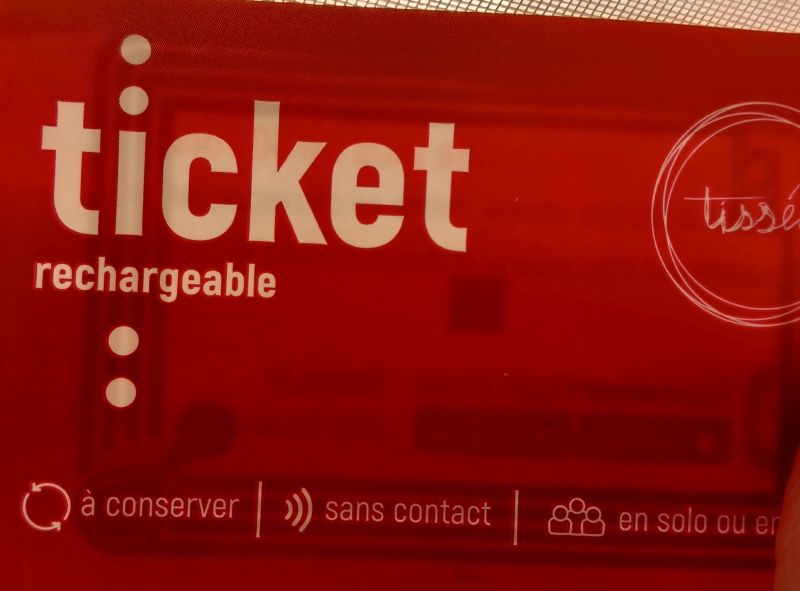 ticket
rechargeable
tissé
à conserver
sans contact
en solo ou en